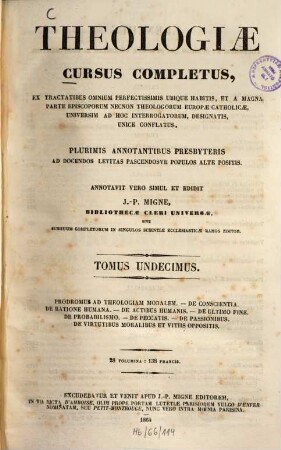 C
THEOLOGIÆ
CURSUS COMPLETUS,
EX TRACTATIBUS OMNIUM PERFECTISSIMIS UBIQUE HABITIS, ET A MAGNA
PARTE EPISCOPORUM NECNON THEOLOGORUM EUROPÆ CATHOLICÆ,
UNIVERSIM AD HOC INTERROGATORUM, DESIGNATIS,
UNICE CONFLATUS,
PLURIMIS ANNOTANTIBUS PRESBYTERIS
AD DOCENDOS LEVITAS PASCENDOSVE POPULOS ALTE POSITIS.
ANNOTAVIT VERO SIMUL ET EDIDIT
J.-P. MIGNE,
BIBLIOTHECÆ CLERI UNIVERSÆ,
SIVE
CURSUUM COMPLETORUM IN SINGULOS SCIENTIÆ ECCLESIASTICÆ RAMOS EDITOR.
TOMUS UNDECIMUS.
PRODROMUS AD THEOLOGIAM MORALEM. — DE CONSCIENTIA.
DE RATIONE HUMANA. — DE ACTIBUS HUMANIS. — DE ULTIMO FINE.
DE PROBABILISMO. — DE PECCATIS. — DE PASSIONIBUS.
DE VIRTUTIBUS MORALIBUS ET VITIIS OPPOSITIS.
28 VOLUMINA : 138 FRANCIS.
EXCUDEBATUR ET VENIT APUD J.-P. MIGNE EDITOREM,
IN VIA DICTA, D'AMBOISE, OLIM PROPE PORTAM LUTETIÆ PARISIORUM VULGO D'ENFER
NOMINATAM, SEU PETIT-MONTROUGE, NUNC VERO INTRA MŒNIA PARISINA.
Hb/66/114